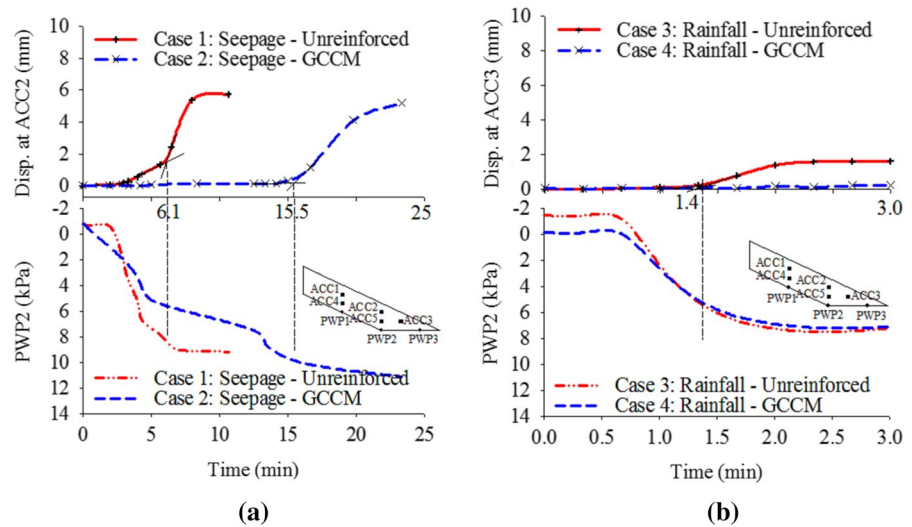 10
8
6
4
2
0
Disp. at ACC2 (mm)
Case 1: Seepage - Unreinforced
Case 2: Seepage - GCCM
6.1
15.5
25
-2
0
2
4
6
8
10
12
14
PWP2 (kPa)
ACC1
ACC4
ACC2
ACC5
ACC3
PWP1
PWP2
PWP3
Case 1: Seepage - Unreinforced
Case 2: Seepage - GCCM
0
5
10
15
20
25
Time (min)
(a)
10
8
6
4
2
0
Disp. at ACC3 (mm)
Case 3: Rainfall - Unreinforced
Case 4: Rainfall - GCCM
1.4
3.0
-2
0
2
4
6
8
10
12
14
PWP2 (kPa)
ACC1
ACC4
ACC2
ACC5
ACC3
PWP1
PWP2
PWP3
Case 3: Rainfall - Unreinforced
Case 4: Rainfall - GCCM
0.0
0.5
1.0
1.5
2.0
2.5
3.0
Time (min)
(b)